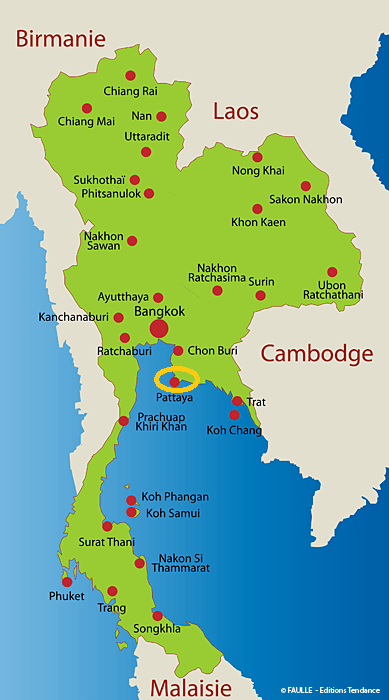 Birmanie
Chiang Rai
Laos
Chiang Mai
Nan
Uttaradit
Nong Khai
Sukhothaï
Phitsanulok
Sakon Nakhon
Khon Kaen
Nakhon
Sawan
Nakhon
Ratchasima
Surin
Ubon
Ratchathani
Ayutthaya
Bangkok
Kanchanaburi
Ratchaburi
Chon Buri
Cambodge
Pattaya
Trat
Prachuap
Khiri Khan
Koh Chang
Koh Phangan
Koh Samui
Surat Thani
Nakon Si
Thammarat
Phuket
Trang
Songkhla
Malaisie
© FAULLE - Editions Tendance